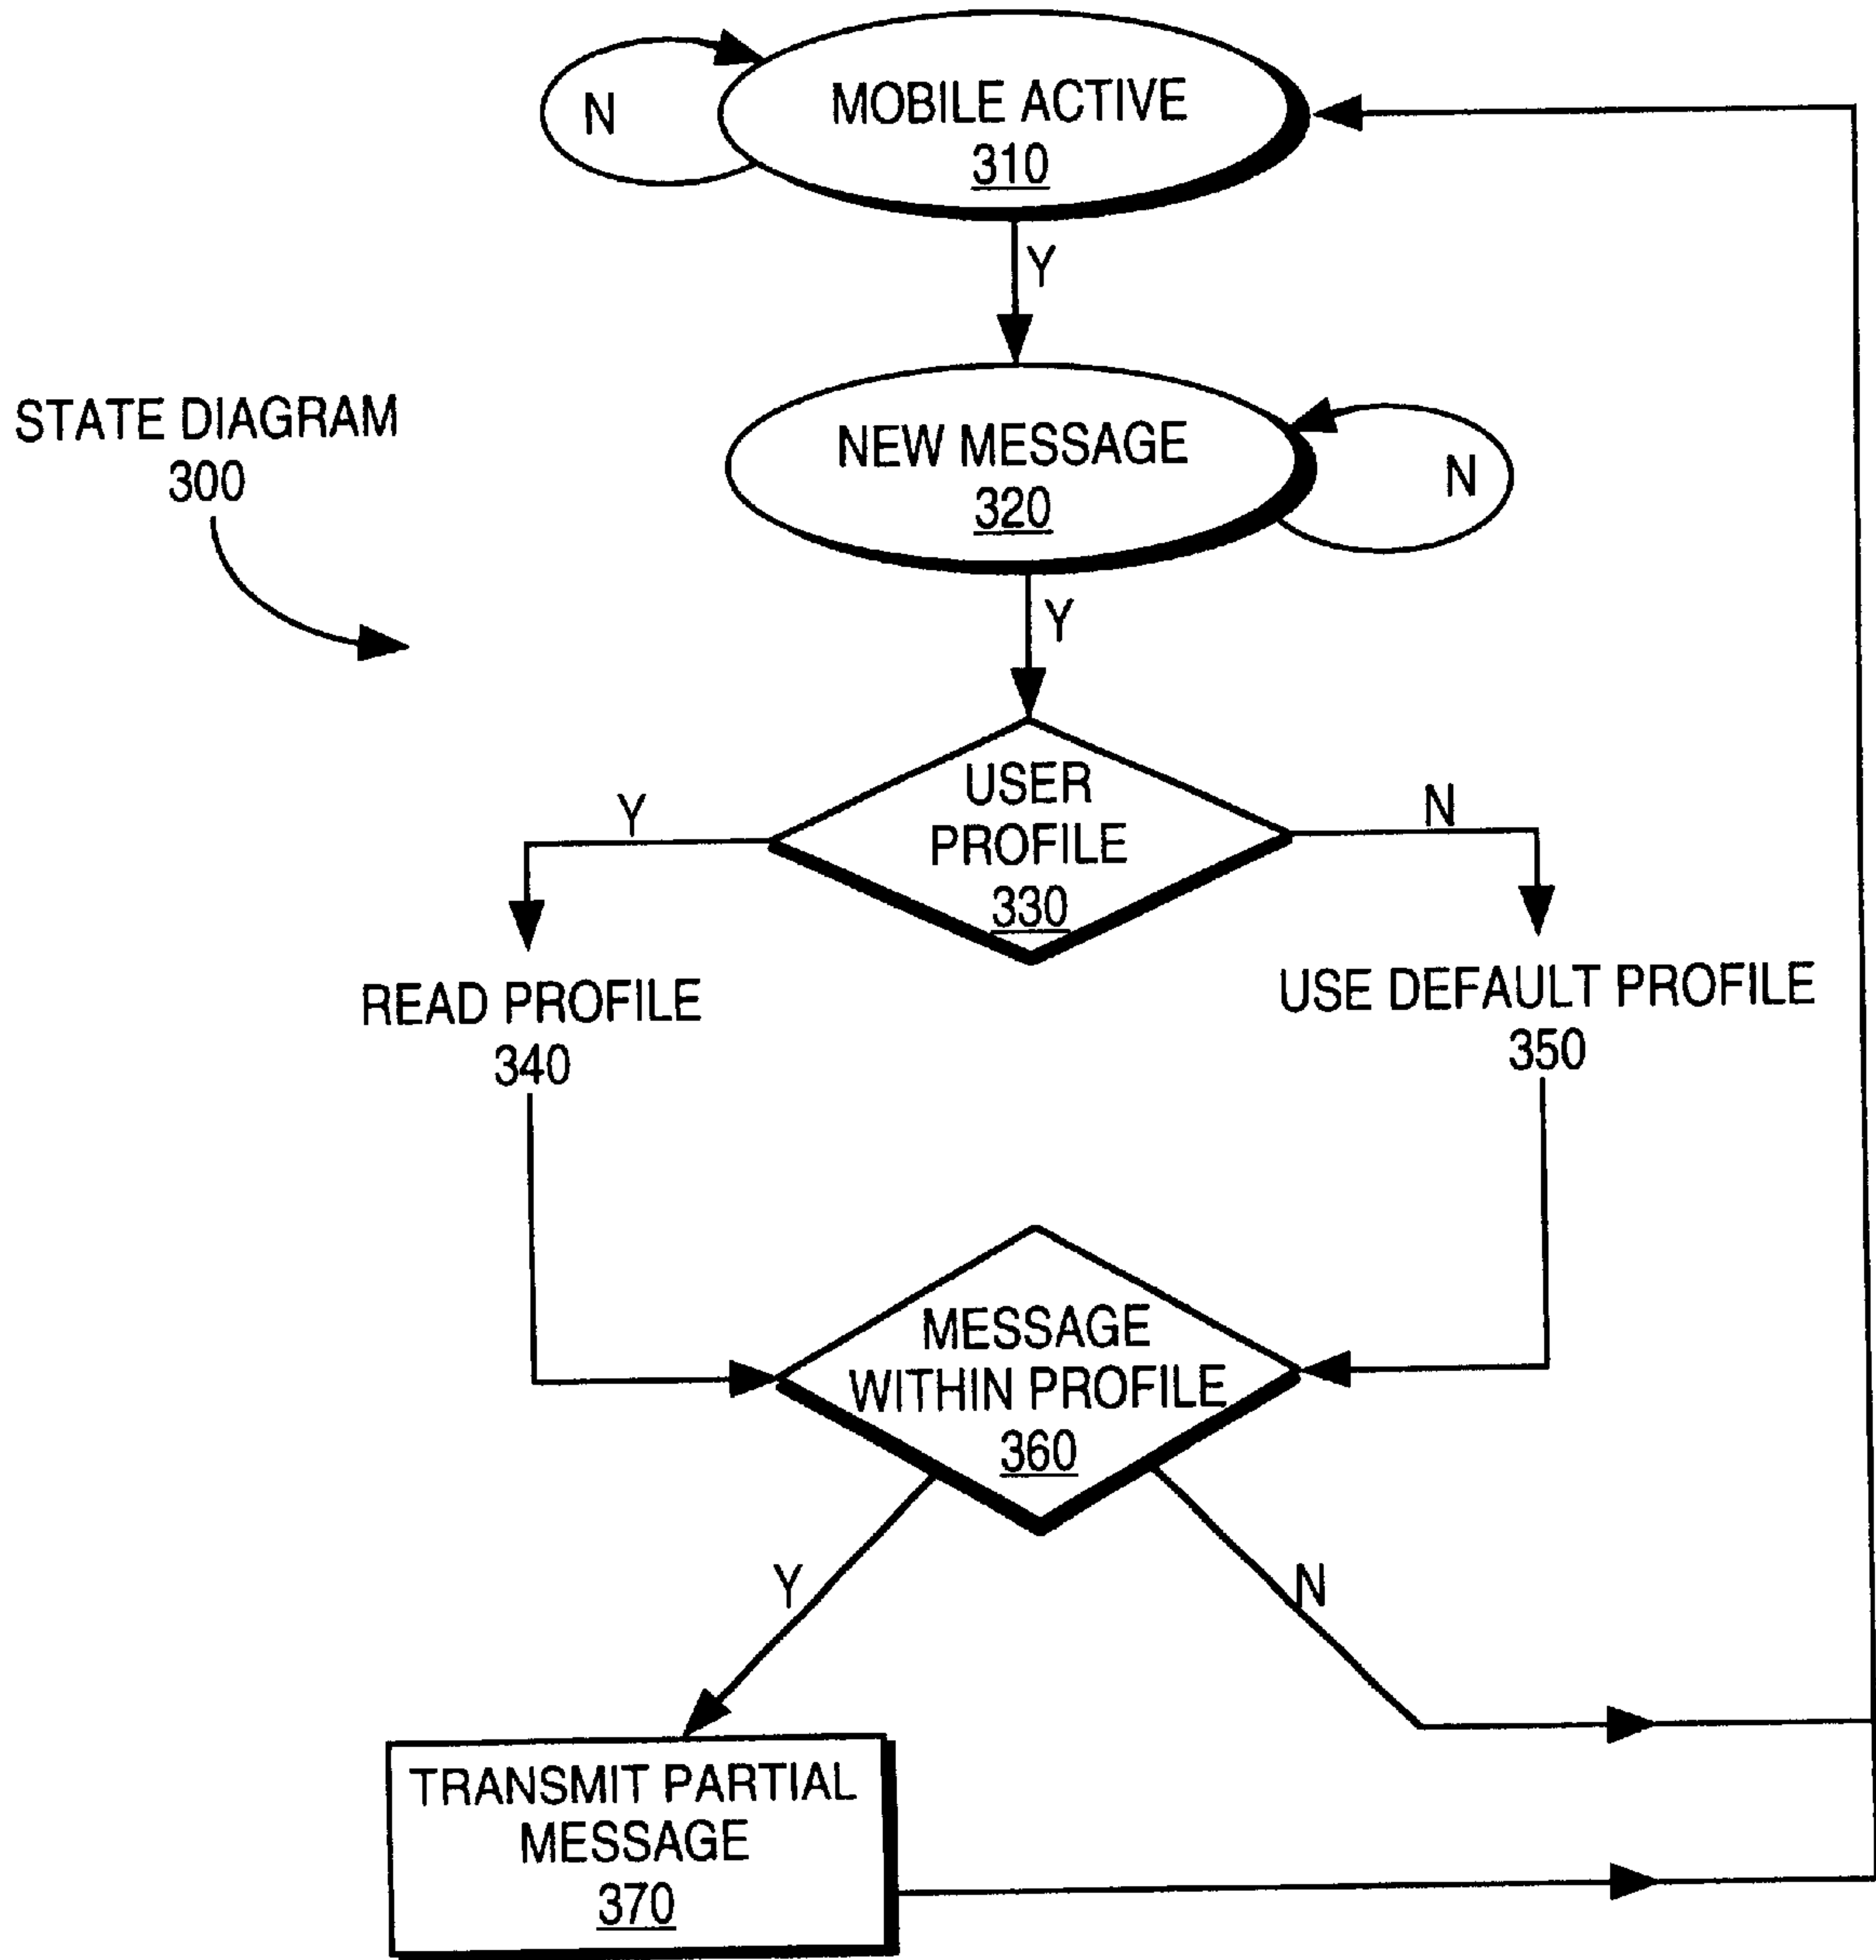 N
MOBILE ACTIVE
310
Y
STATE DIAGRAM
300
NEW MESSAGE
320
N
Y
USER
PROFILE
330
Y
N
READ PROFILE
340
USE DEFAULT PROFILE
350
MESSAGE
WITHIN PROFILE
360
Y
N
TRANSMIT PARTIAL
MESSAGE
370